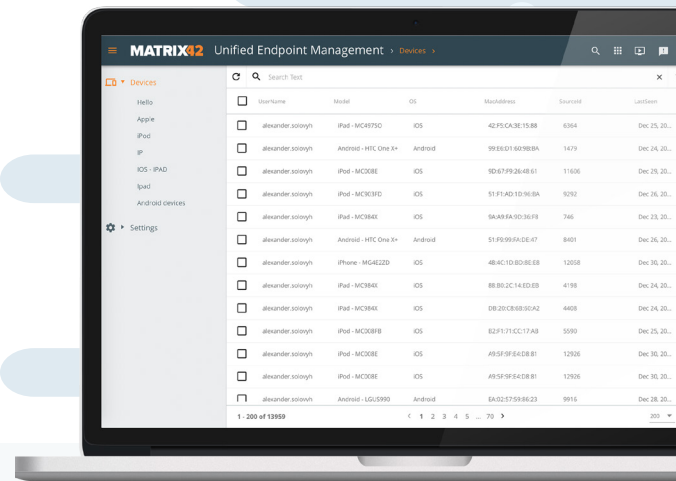 MATRIX42 Unified Endpoint Management > Devices >
Devices
Search Text
Hello
Apple
iPod
IP
IOS - IPAD
Ipad
Android devices
Settings
UserName Model OS MacAddress SourceId LastSeen
alexander.solovyh iPad - MC4975O iOS 42:F5:CA:3E:15:B8 6364 Dec 25, 20...
alexander.solovyh Android - HTC One X+ Android 99:E6:D1:60:9B:BA 1479 Dec 24, 20...
alexander.solovyh iPod - MC008E iOS 9D:67:F9:26:48:61 11606 Dec 29, 20...
alexander.solovyh iPod - MC903FD iOS 51:F1:AD:1D:96:BA 9292 Dec 26, 20...
alexander.solovyh iPad - MC984X iOS 9A:A9:FA:9D:36:F8 746 Dec 23, 20...
alexander.solovyh Android - HTC One X+ Android 51:F9:99:FA:DE:47 8401 Dec 26, 20...
alexander.solovyh iPhone - MG4E2ZD iOS 4B:4C:1D:BD:8E:EB 12058 Dec 30, 20...
alexander.solovyh iPad - MC984X iOS B8:B0:2C:14:ED:EB 4198 Dec 24, 20...
alexander.solovyh iPad - MC984X iOS DB:20:C8:6B:50:A2 4408 Dec 24, 20...
alexander.solovyh iPod - MC008FB iOS B2:F1:71:CC:17:A8 5590 Dec 25, 20...
alexander.solovyh iPod - MC008E iOS A9:5F:9F:E4:D8:81 12926 Dec 30, 20...
alexander.solovyh iPod - MC008E iOS A9:5F:9F:E4:D8:81 12926 Dec 30, 20...
alexander.solovyh Android - LGUS990 Android EA:02:57:59:86:23 9916 Dec 28, 20...
1 - 200 of 13959 < 1 2 3 4 5 ... 70 > 200